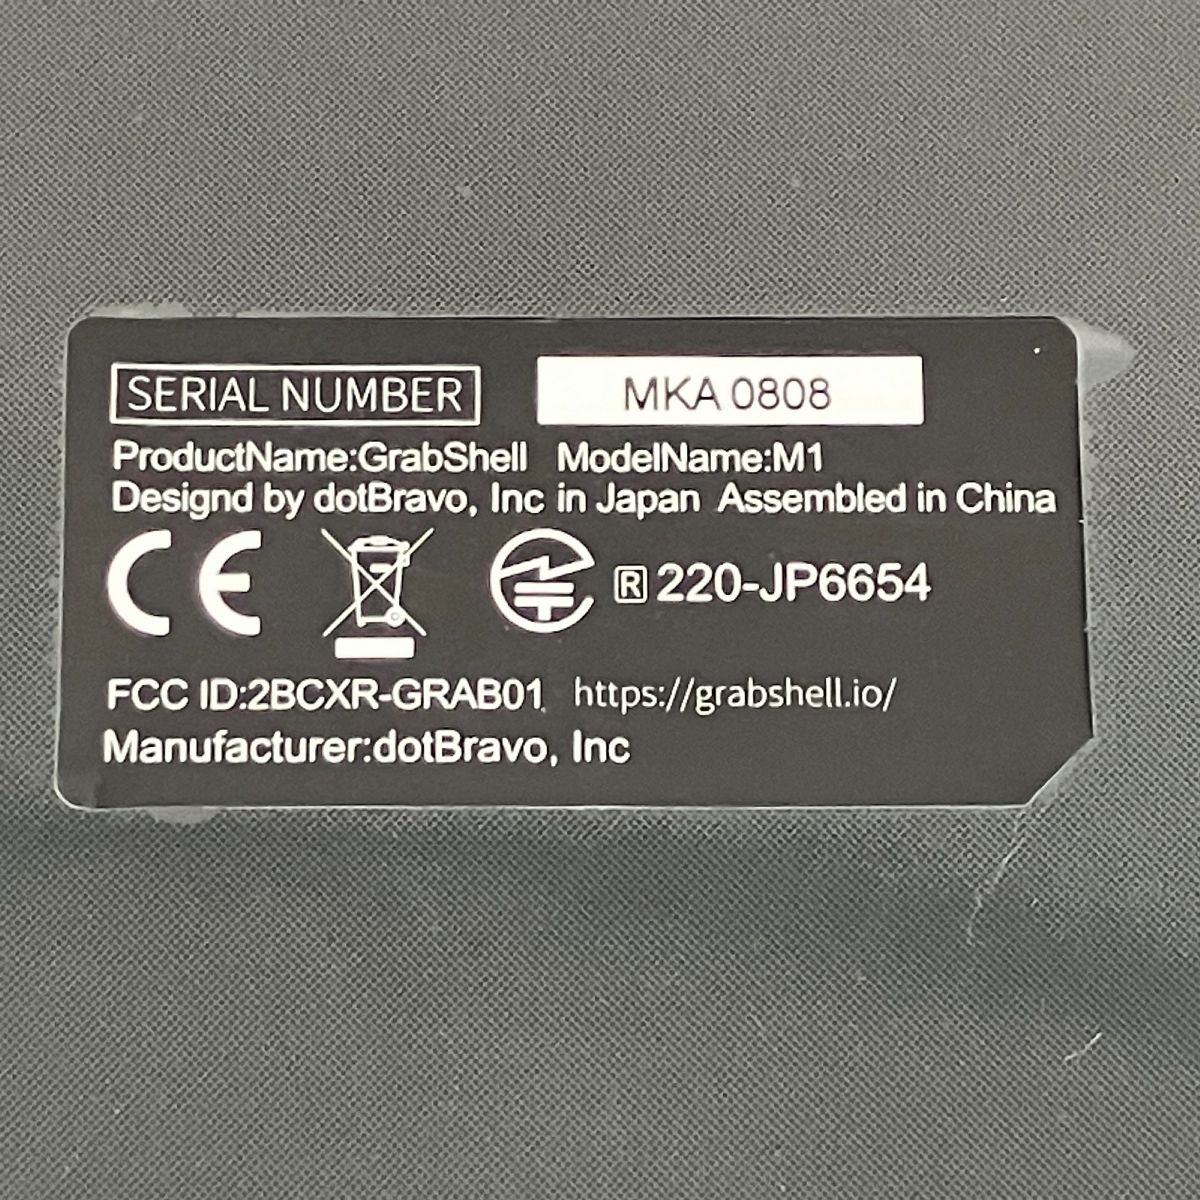 SERIAL NUMBER MKA 0808
ProductName:GrabShell ModelName:M1
Designd by dotBravo, Inc in Japan Assembled in China
CE R 220-JP6654
FCC ID:2BCXR-GRAB01 https://grabshell.io/
Manufacturer:dotBravo, Inc